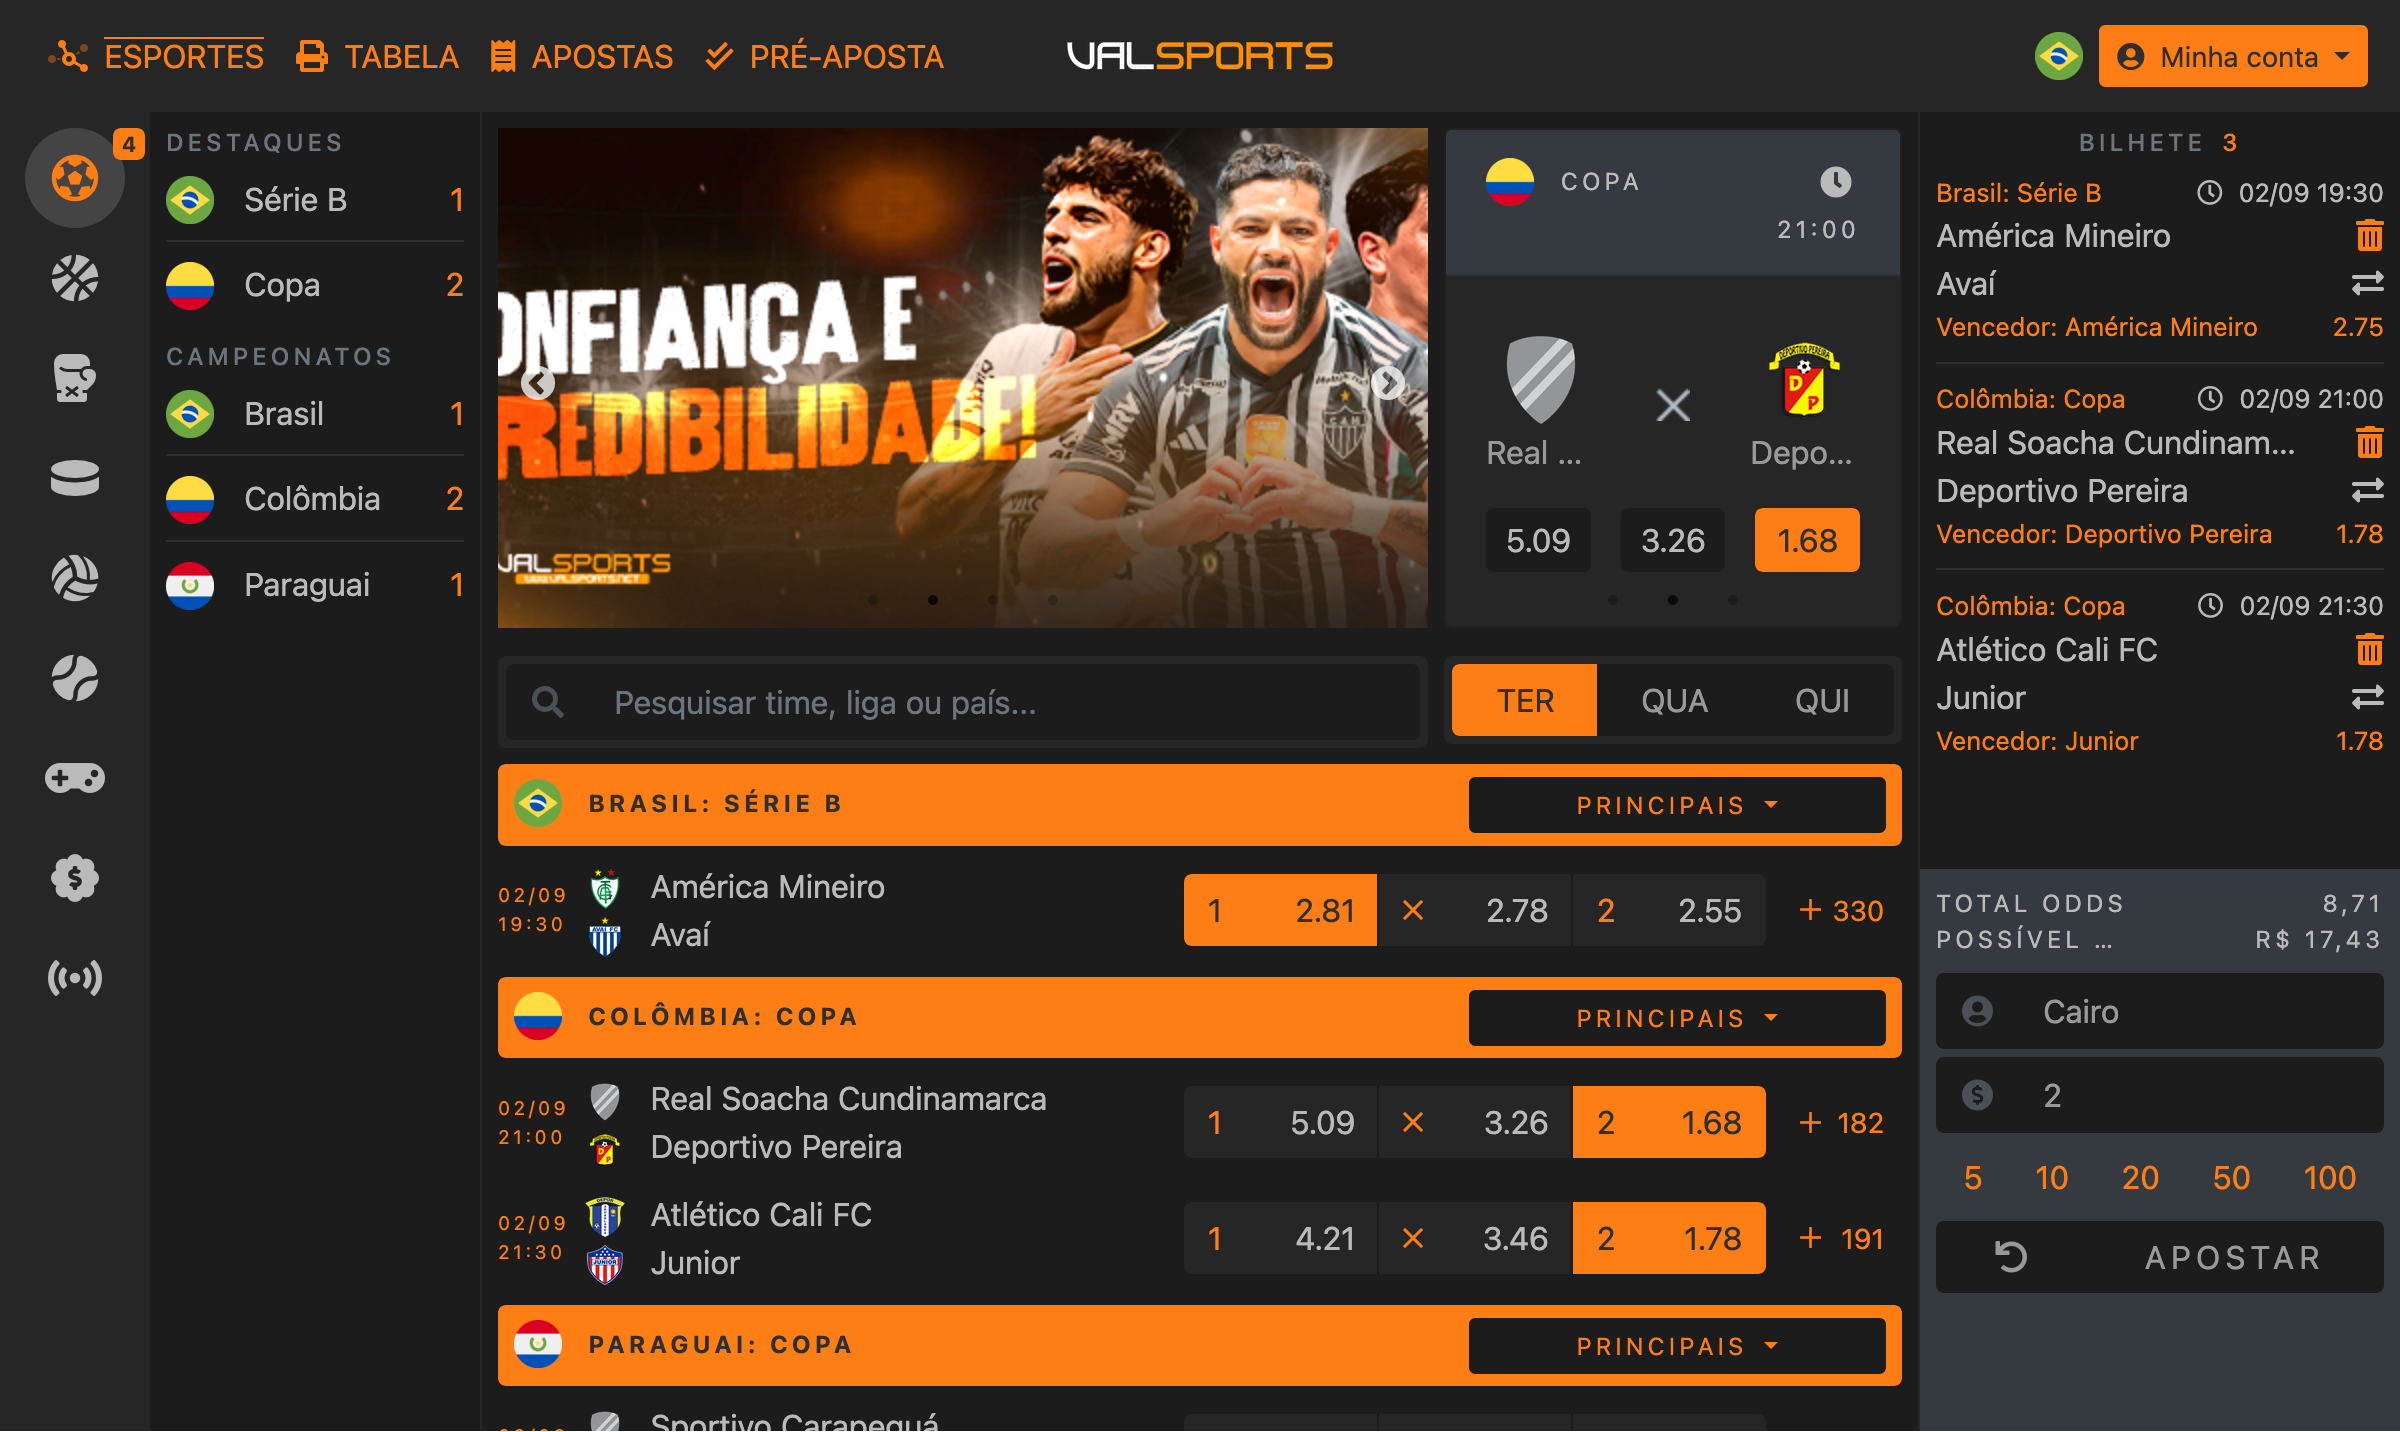 ESPORTES
TABELA
APOSTAS
PRÉ-APOSTA
VALSPORTS
Minha conta
4
DESTAQUES
Série B 1
Copa 2
CAMPEONATOS
Brasil 1
Colômbia 2
Paraguai 1
ONFIANÇA E
REDIBILIDADE!
VALSPORTS
WWW.VALSPORTS.NET
COPA
21:00
DEPORTIVO PEREIRA
D P
Real ...
Depo...
5.09 3.26 1.68
Pesquisar time, liga ou país...
TER QUA QUI
BRASIL: SÉRIE B
PRINCIPAIS
02/09
19:30
América Mineiro
Avaí
1 2.81 × 2.78 2 2.55 + 330
COLÔMBIA: COPA
PRINCIPAIS
02/09
21:00
Real Soacha Cundinamarca
Deportivo Pereira
1 5.09 × 3.26 2 1.68 + 182
02/09
21:30
Atlético Cali FC
Junior
1 4.21 × 3.46 2 1.78 + 191
PARAGUAI: COPA
PRINCIPAIS
Sportivo Carapeguá
BILHETE 3
Brasil: Série B 02/09 19:30
América Mineiro
Avaí
Vencedor: América Mineiro 2.75
Colômbia: Copa 02/09 21:00
Real Soacha Cundinam...
Deportivo Pereira
Vencedor: Deportivo Pereira 1.78
Colômbia: Copa 02/09 21:30
Atlético Cali FC
Junior
Vencedor: Junior 1.78
TOTAL ODDS 8,71
POSSÍVEL ... R$ 17,43
Cairo
2
5 10 20 50 100
APOSTAR